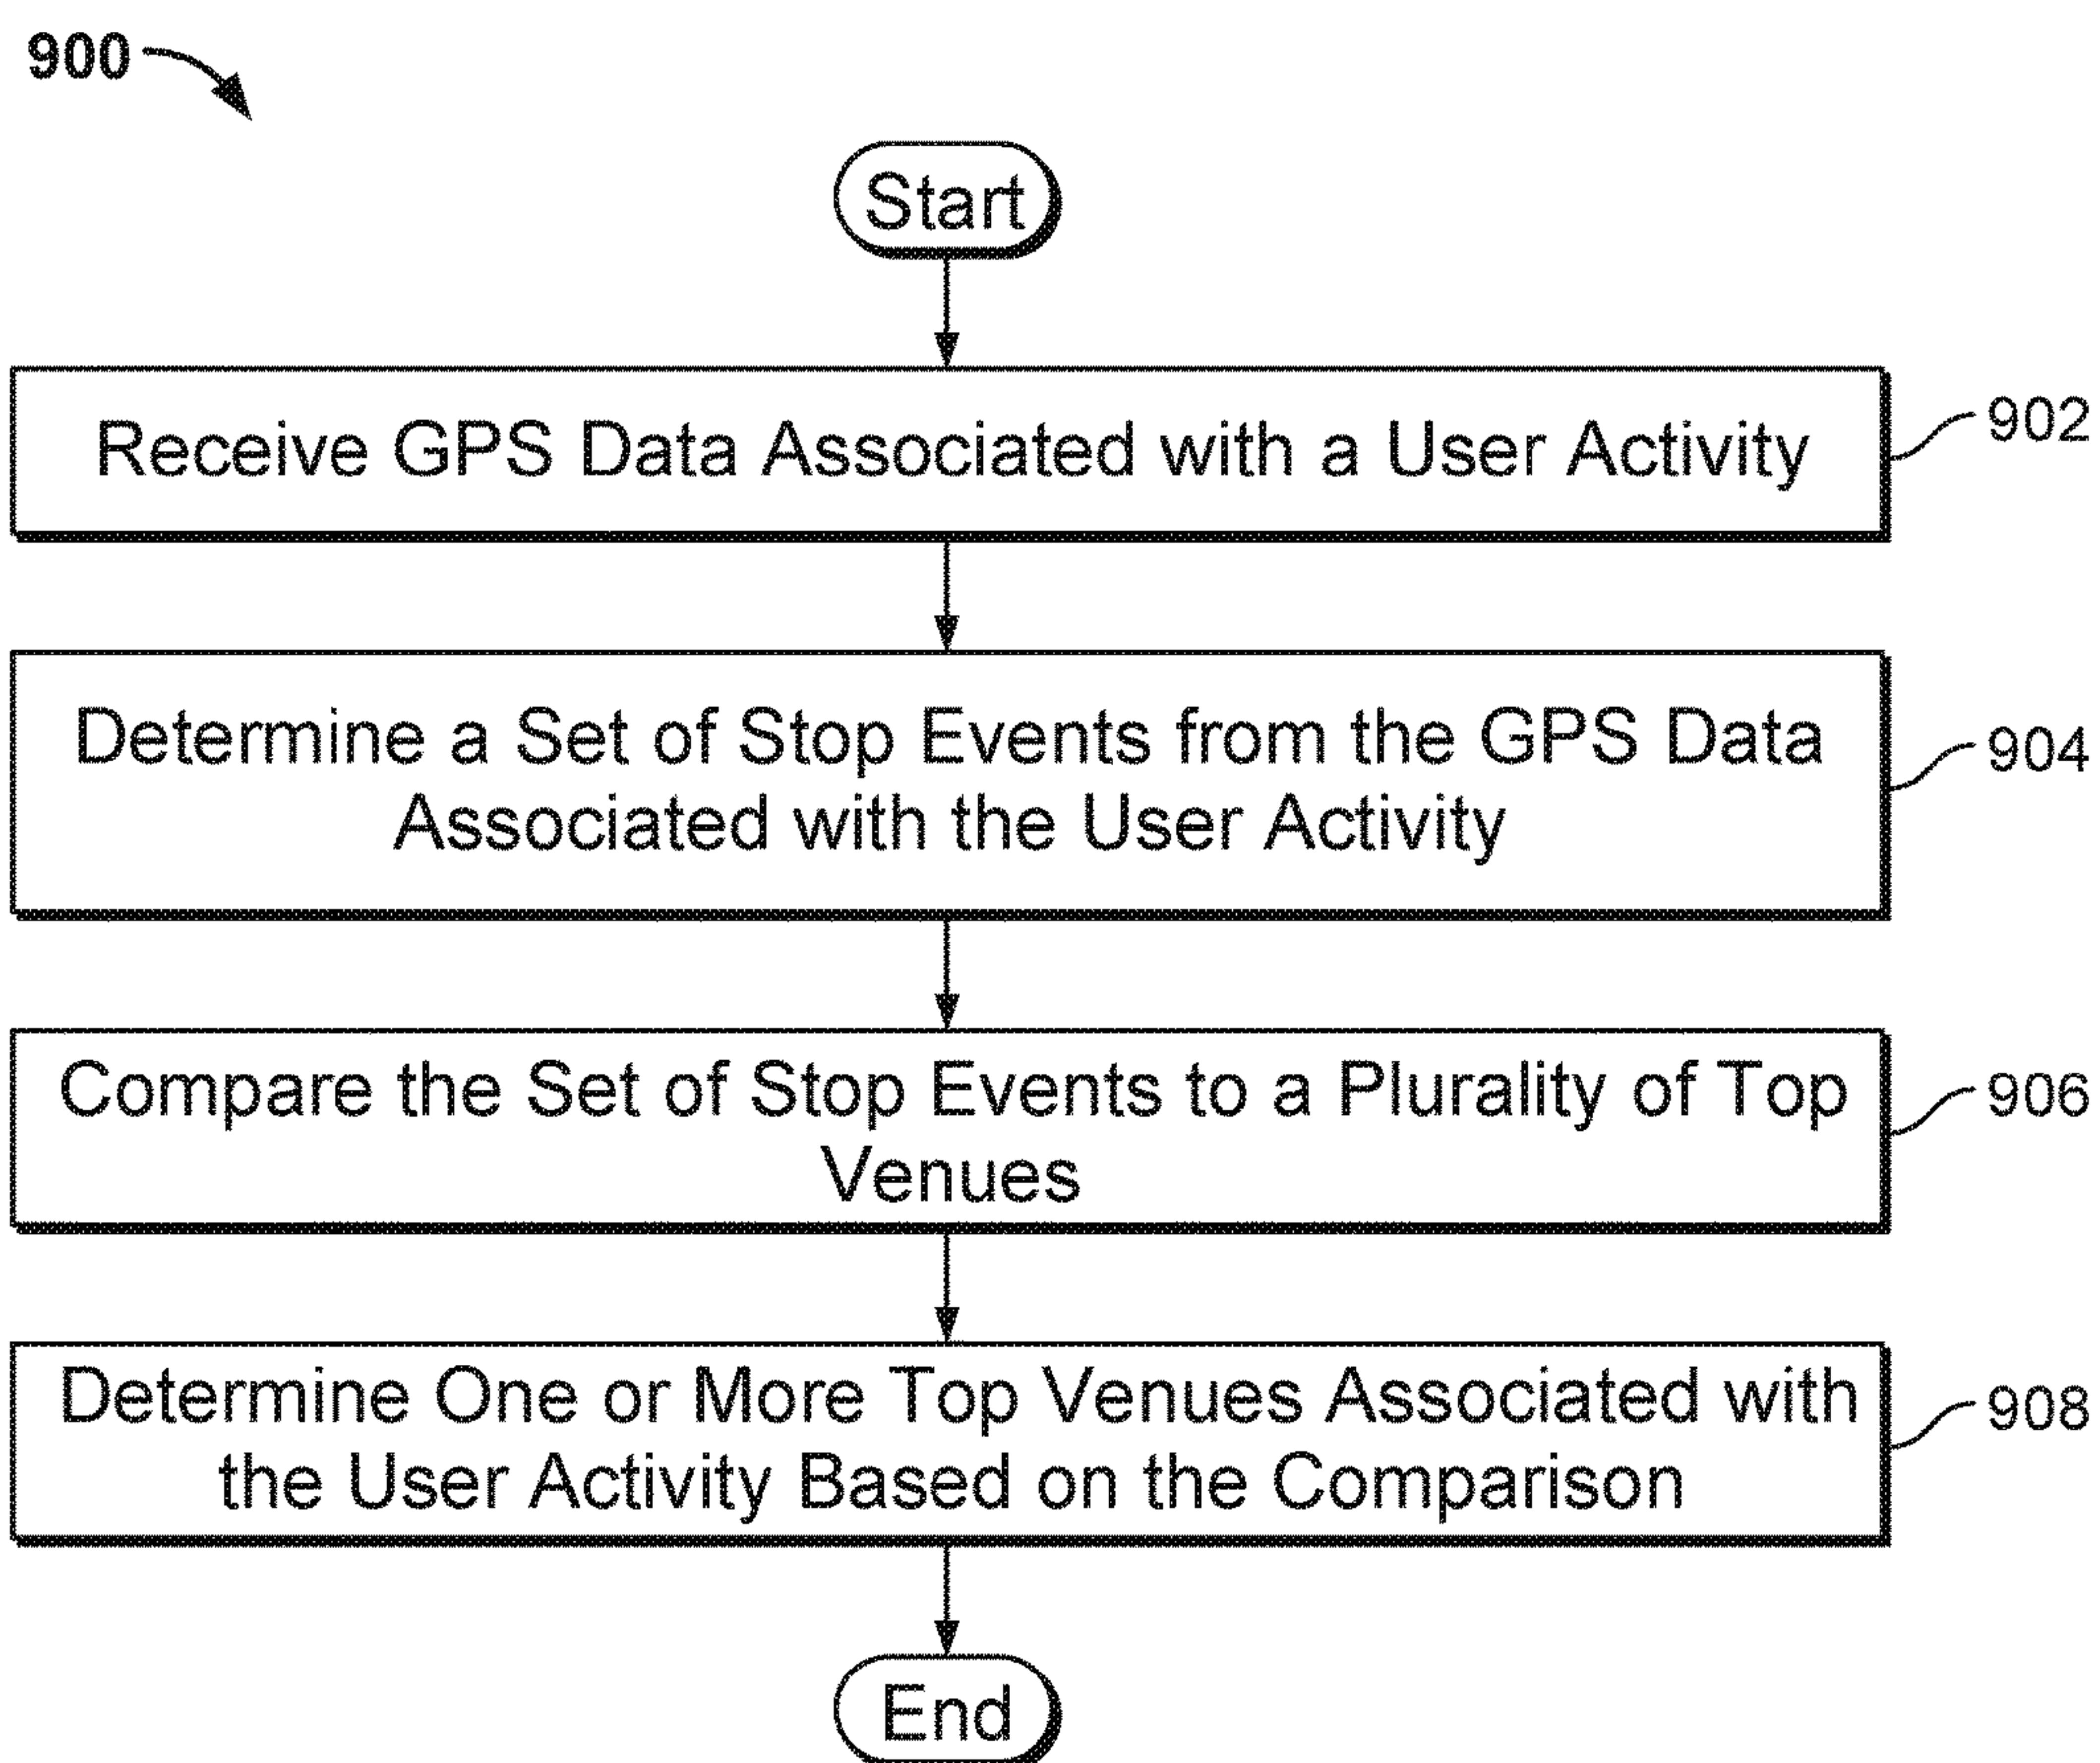 900
Start
Receive GPS Data Associated with a User Activity
902
Determine a Set of Stop Events from the GPS Data
Associated with the User Activity
904
Compare the Set of Stop Events to a Plurality of Top
Venues
906
Determine One or More Top Venues Associated with
the User Activity Based on the Comparison
908
End